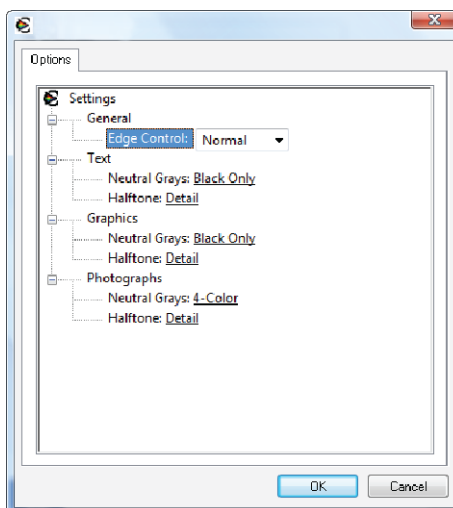 Options
Settings
General
Edge Control: Normal
Text
Neutral Grays: Black Only
Halftone: Detail
Graphics
Neutral Grays: Black Only
Halftone: Detail
Photographs
Neutral Grays: 4-Color
Halftone: Detail
OK Cancel